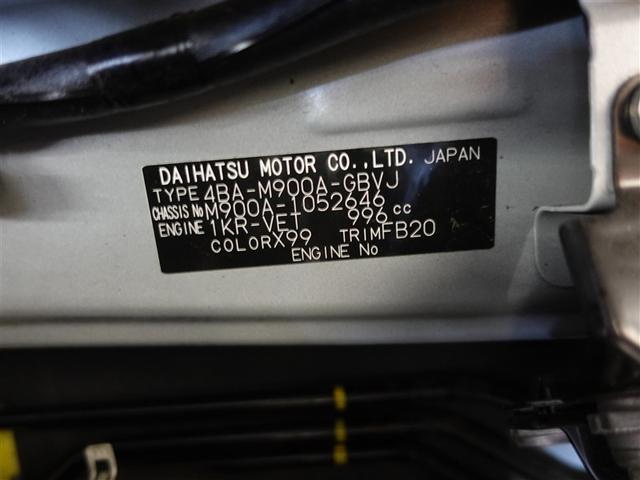 DAIHATSU MOTOR CO.,LTD. JAPAN
TYPE 4BA-M900A-GBVJ
CHASSIS No M900A-1052646
ENGINE 1KR-VET 996 cc
COLOR X99 TRIM FB20
ENGINE No